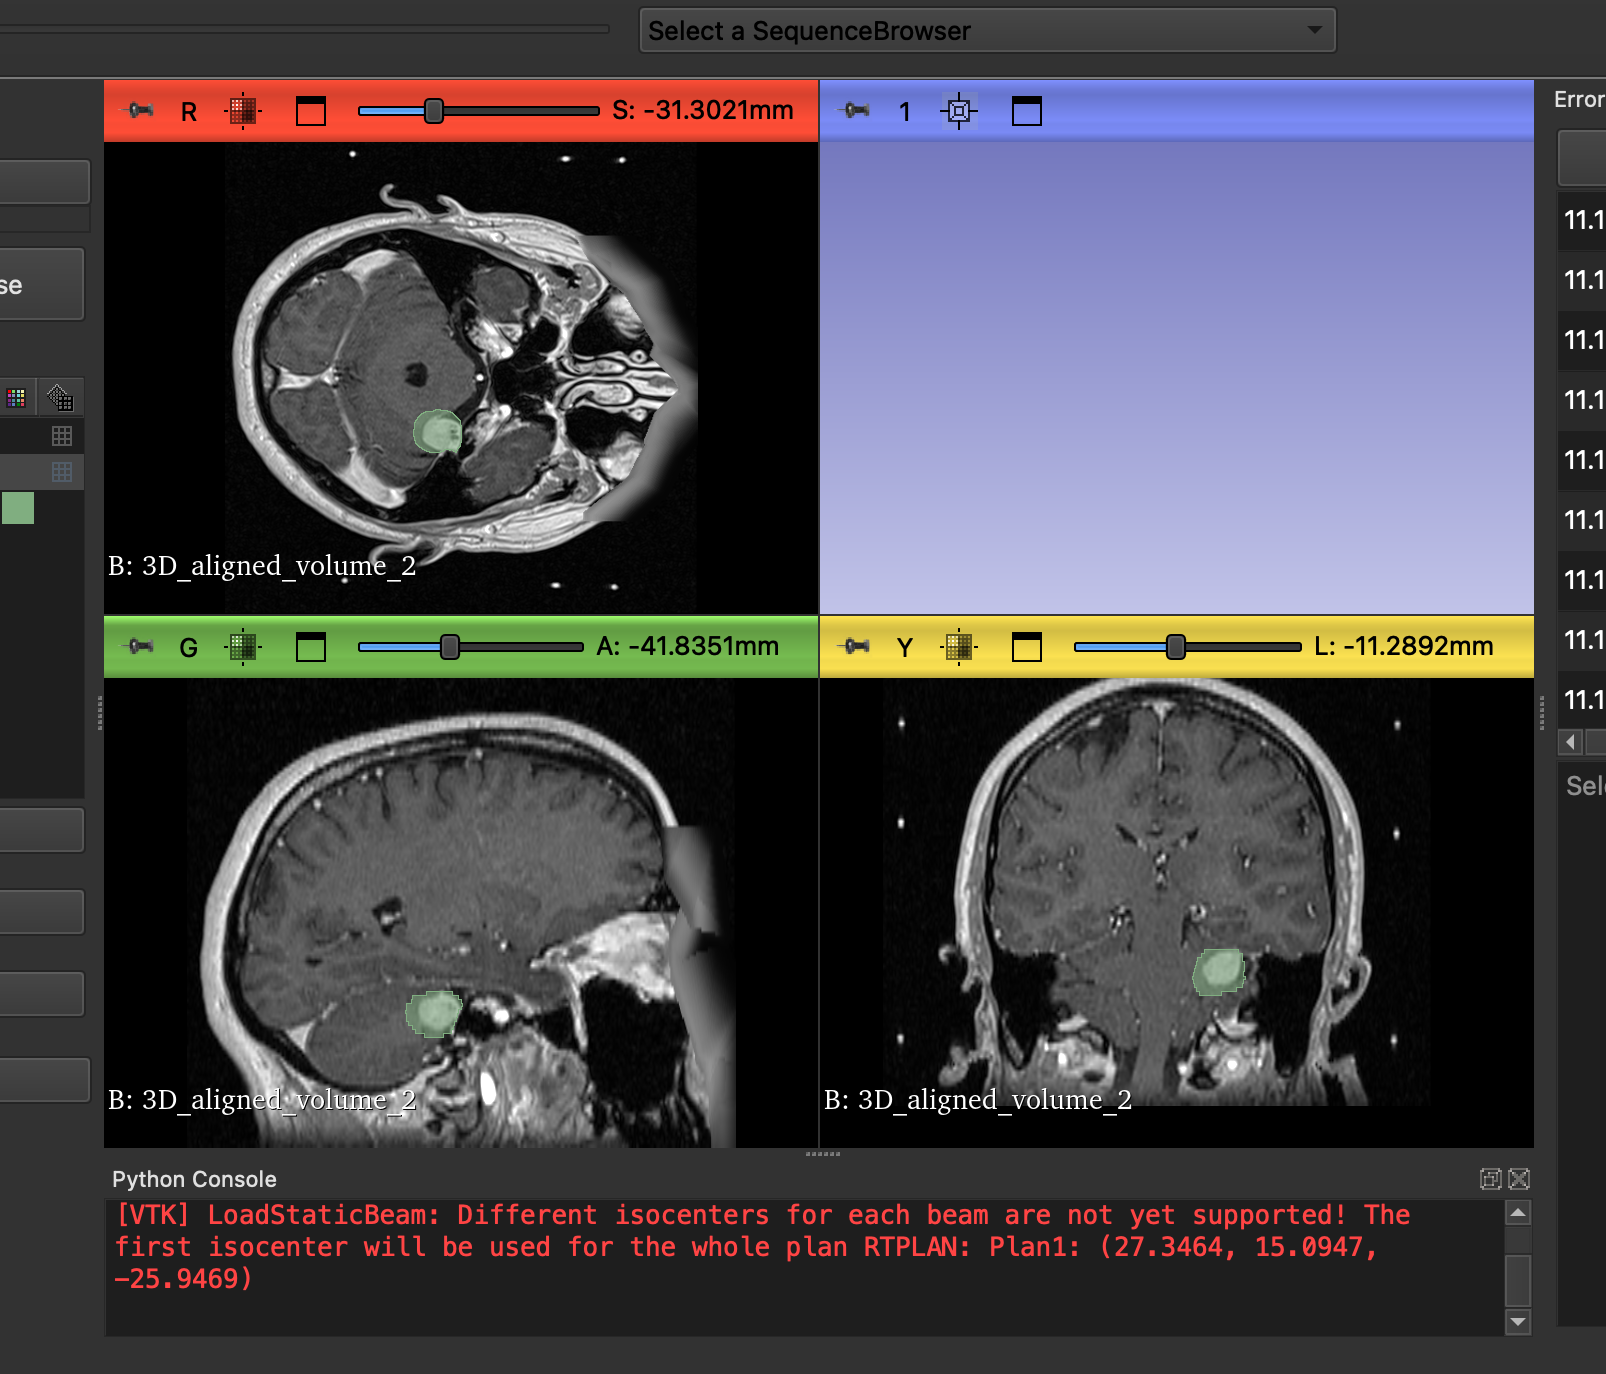 Select a SequenceBrowser
R
S: -31.3021mm
1
Error
se
11.1
11.1
11.1
11.1
11.1
11.1
11.1
11.1
11.1
B: 3D_aligned_volume_2
G
A: -41.8351mm
Y
L: -11.2892mm
Sele
B: 3D_aligned_volume_2
B: 3D_aligned_volume_2
Python Console
[VTK] LoadStaticBeam: Different isocenters for each beam are not yet supported! The
first isocenter will be used for the whole plan RTPLAN: Plan1: (27.3464, 15.0947,
-25.9469)